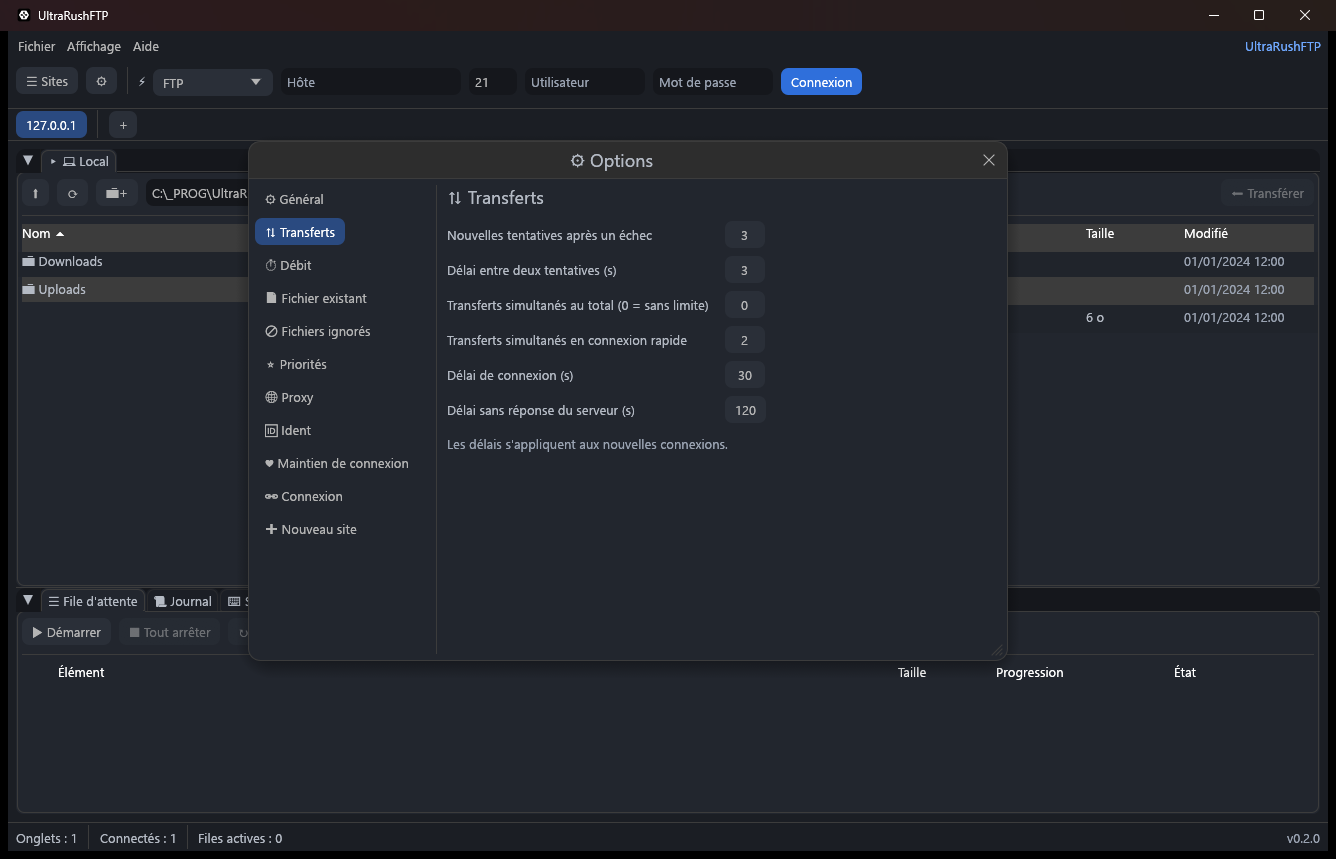 UltraRushFTP
Fichier Affichage Aide UltraRushFTP
Sites FTP Hôte 21 Utilisateur Mot de passe Connexion
127.0.0.1 +
Local
C:\_PROG\UltraR
Transférer
Nom Taille Modifié
Downloads 01/01/2024 12:00
Uploads 01/01/2024 12:00
6 o 01/01/2024 12:00
Options
Général
Transferts
Débit
Fichier existant
Fichiers ignorés
Priorités
Proxy
ID Ident
Maintien de connexion
Connexion
Nouveau site
Transferts
Nouvelles tentatives après un échec 3
Délai entre deux tentatives (s) 3
Transferts simultanés au total (0 = sans limite) 0
Transferts simultanés en connexion rapide 2
Délai de connexion (s) 30
Délai sans réponse du serveur (s) 120
Les délais s'appliquent aux nouvelles connexions.
File d'attente Journal
Démarrer Tout arrêter
Élément Taille Progression État
Onglets : 1 Connectés : 1 Files actives : 0 v0.2.0